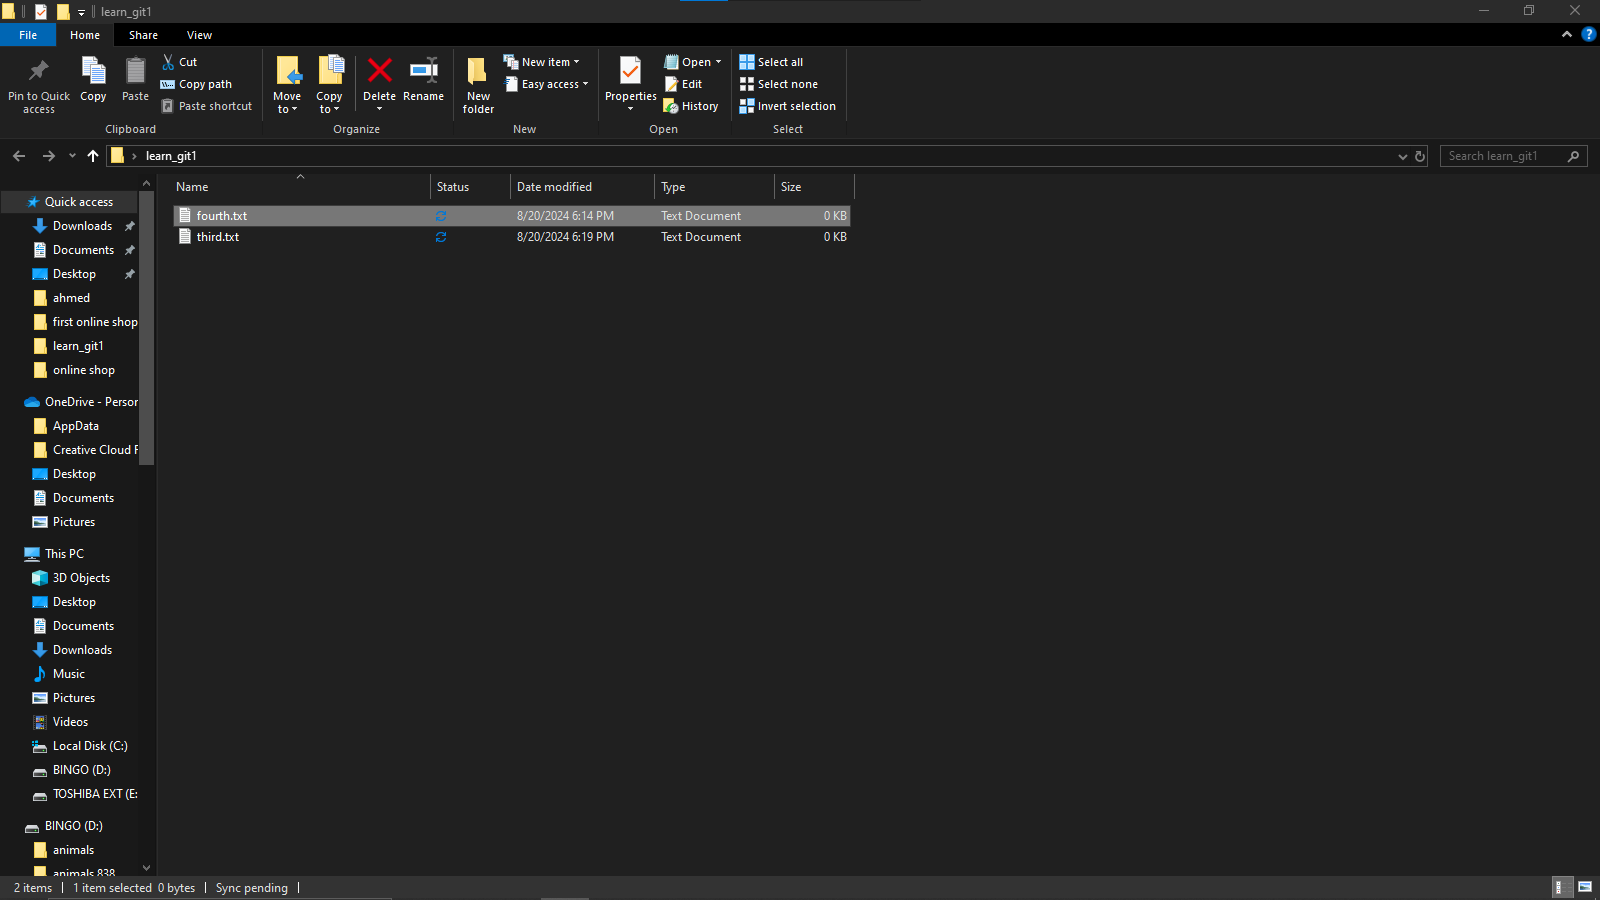 learn_git1
File Home Share View
Pin to Quick access
Copy
Paste
Cut
Copy path
Paste shortcut
Clipboard
Move to
Copy to
Delete
Rename
Organize
New folder
New item
Easy access
New
Properties
Open
Edit
History
Open
Select all
Select none
Invert selection
Select
learn_git1
Search learn_git1
Name Status Date modified Type Size
fourth.txt 8/20/2024 6:14 PM Text Document 0 KB
third.txt 8/20/2024 6:19 PM Text Document 0 KB
Quick access
Downloads
Documents
Desktop
ahmed
first online shop
learn_git1
online shop
OneDrive - Person
AppData
Creative Cloud F
Desktop
Documents
Pictures
This PC
3D Objects
Desktop
Documents
Downloads
Music
Pictures
Videos
Local Disk (C:)
BINGO (D:)
TOSHIBA EXT (E:
BINGO (D:)
animals
animals 838
2 items 1 item selected 0 bytes Sync pending